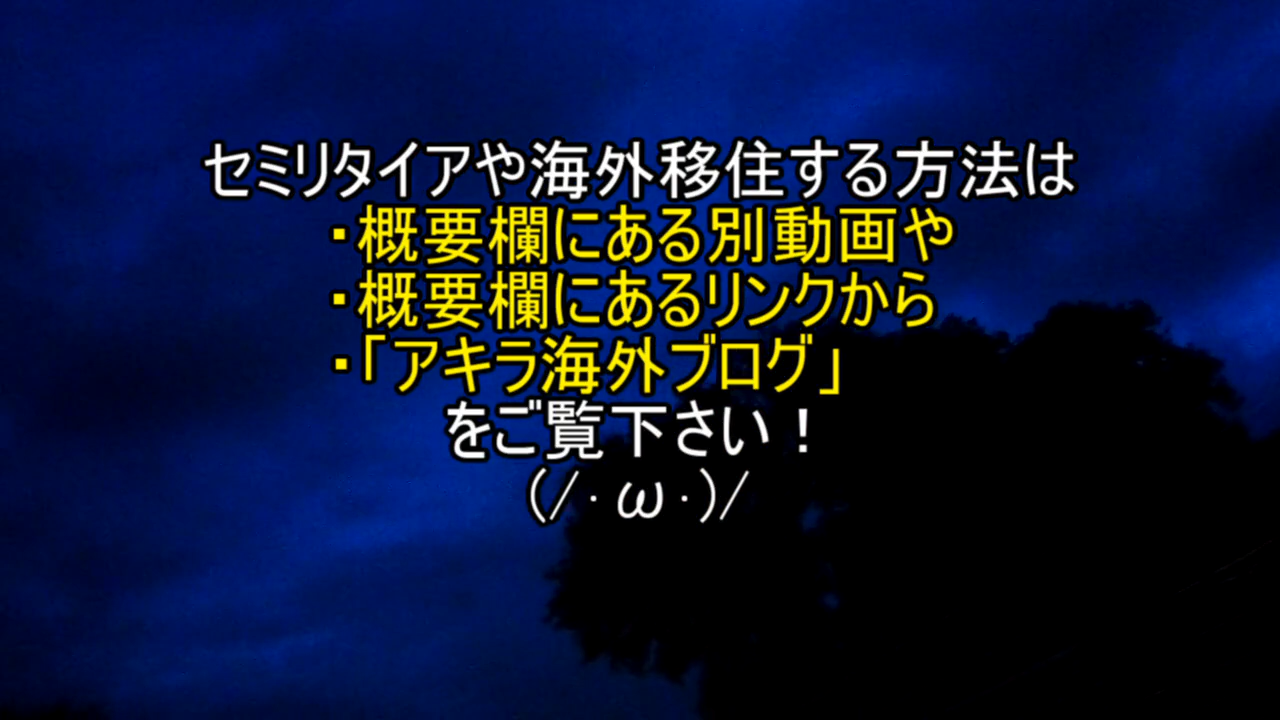 セミリタイアや海外移住する方法は
・概要欄にある別動画や
・概要欄にあるリンクから
・「アキラ海外ブログ」
をご覧下さい！
(/・ω・)/